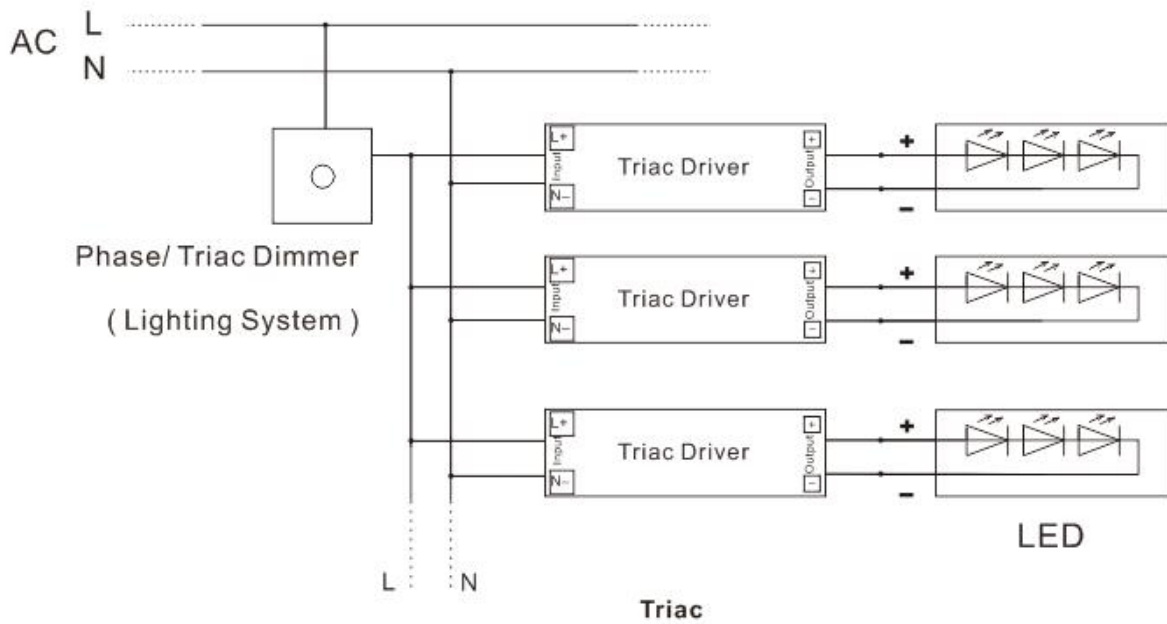 AC
L
N
L+
Input
N−
Triac Driver
+
Output
−
+
−
Phase/ Triac Dimmer
( Lighting System )
L+
Input
N−
Triac Driver
+
Output
−
+
−
L+
Input
N−
Triac Driver
+
Output
−
+
−
LED
L
N
Triac